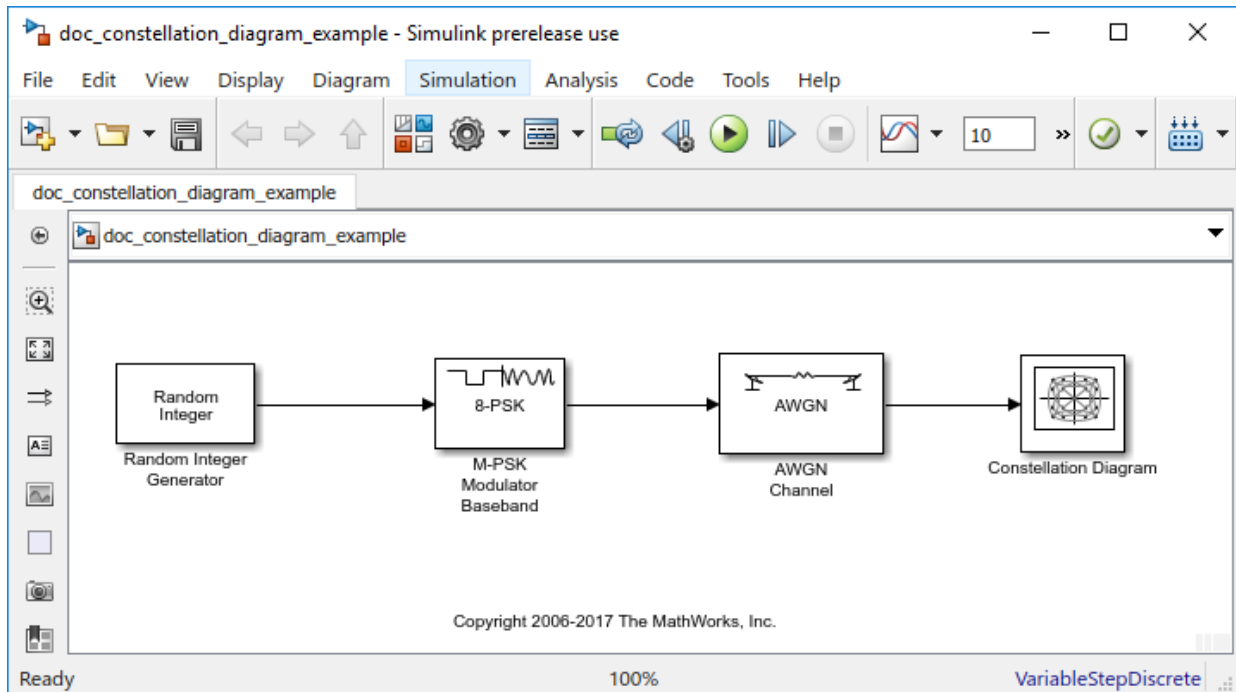 doc_constellation_diagram_example - Simulink prerelease use
File Edit View Display Diagram Simulation Analysis Code Tools Help
10 »
doc_constellation_diagram_example
doc_constellation_diagram_example
Random
Integer
Random Integer
Generator
8-PSK
M-PSK
Modulator
Baseband
AWGN
AWGN
Channel
Constellation Diagram
Copyright 2006-2017 The MathWorks, Inc.
Ready 100% VariableStepDiscrete